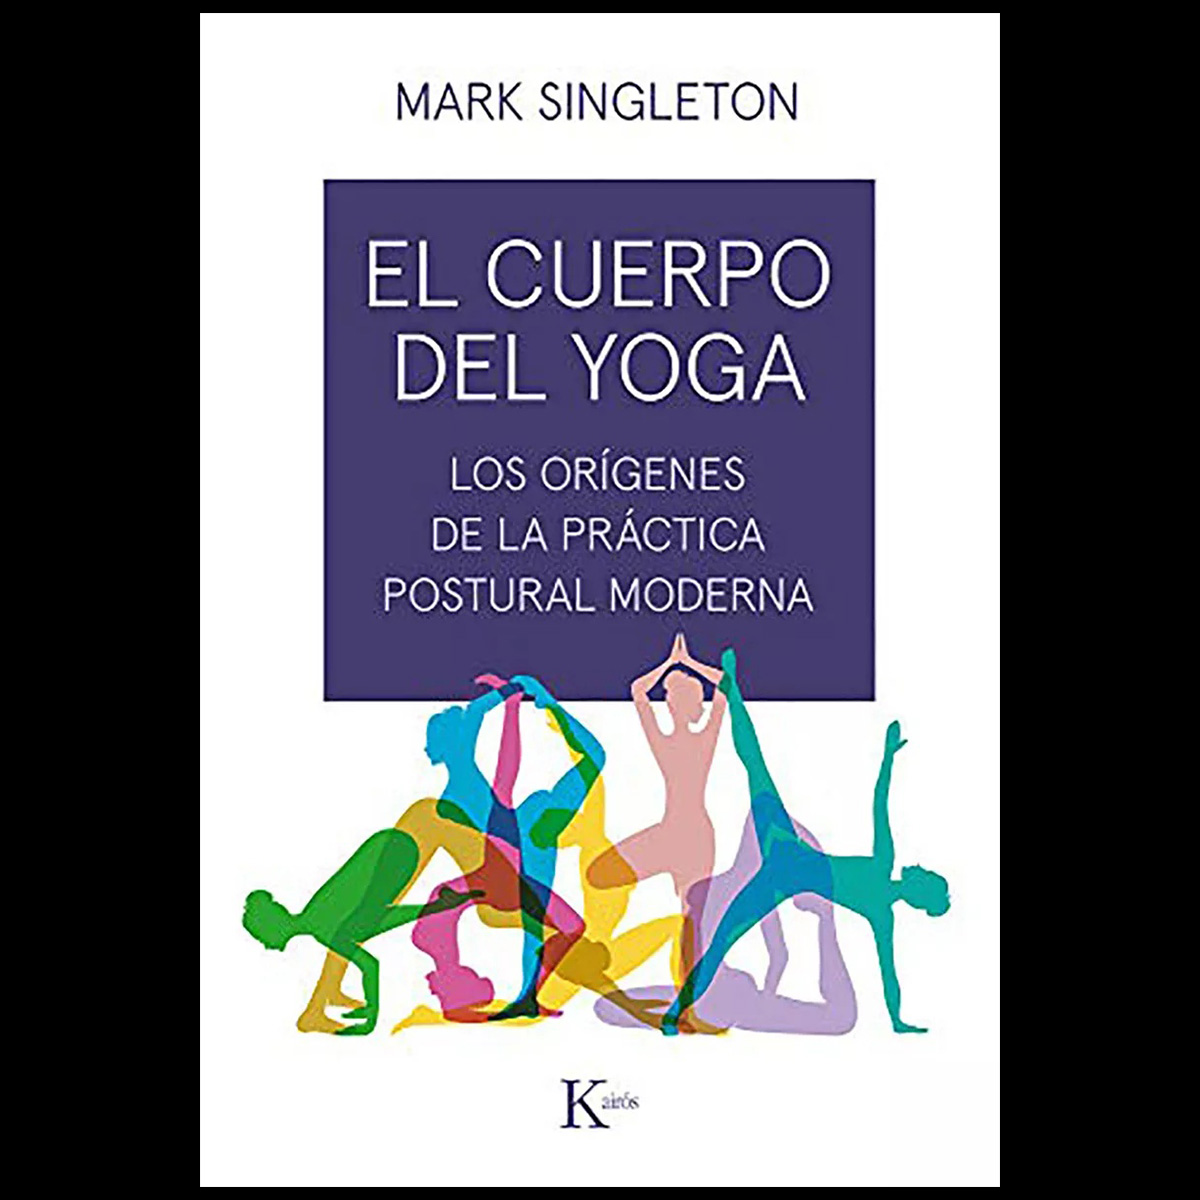 MARK SINGLETON
EL CUERPO
DEL YOGA
LOS ORÍGENES
DE LA PRÁCTICA
POSTURAL MODERNA
Kairós